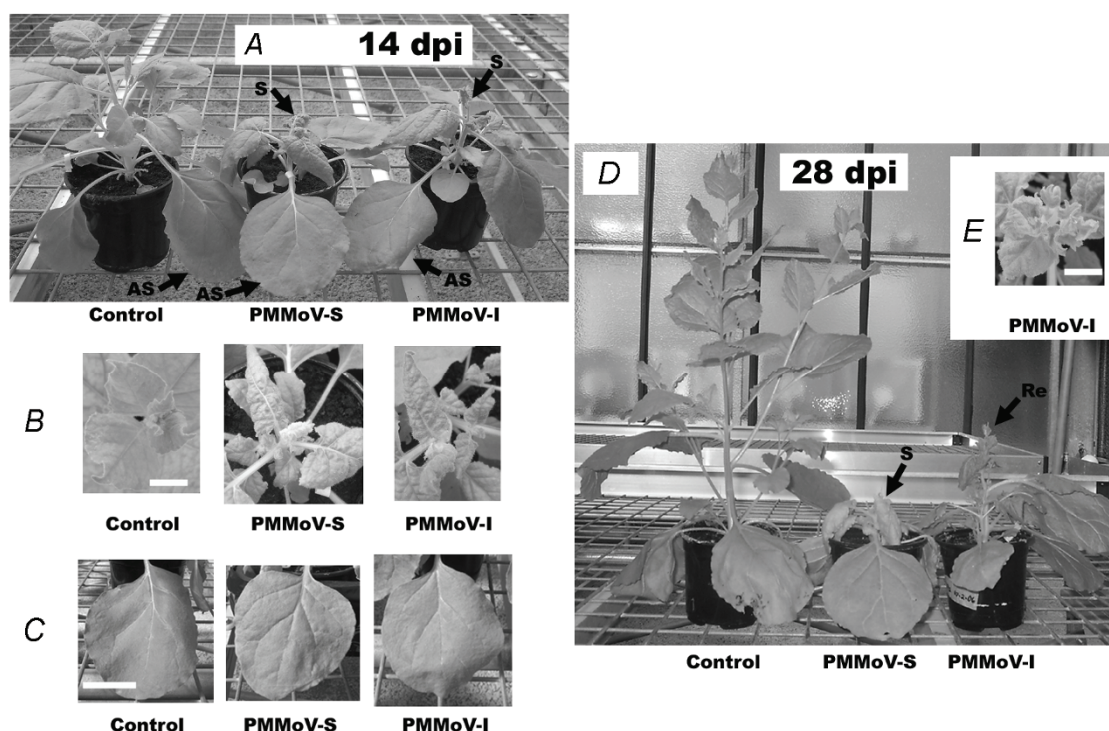 A 14 dpi
S
S
AS
AS
AS
Control PMMoV-S PMMoV-I
B
Control PMMoV-S PMMoV-I
C
Control PMMoV-S PMMoV-I
D 28 dpi
E
PMMoV-I
Re
S
Control PMMoV-S PMMoV-I